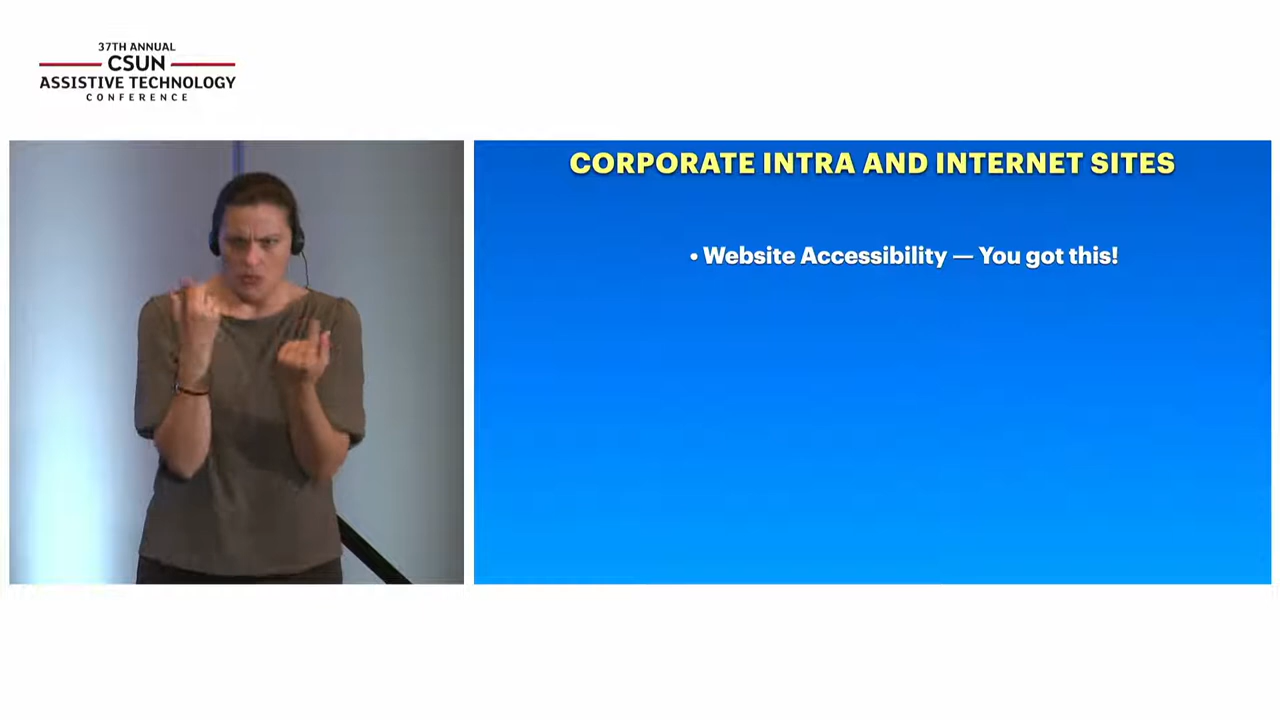 37TH ANNUAL
CSUN
ASSISTIVE TECHNOLOGY
CONFERENCE
CORPORATE INTRA AND INTERNET SITES
• Website Accessibility — You got this!